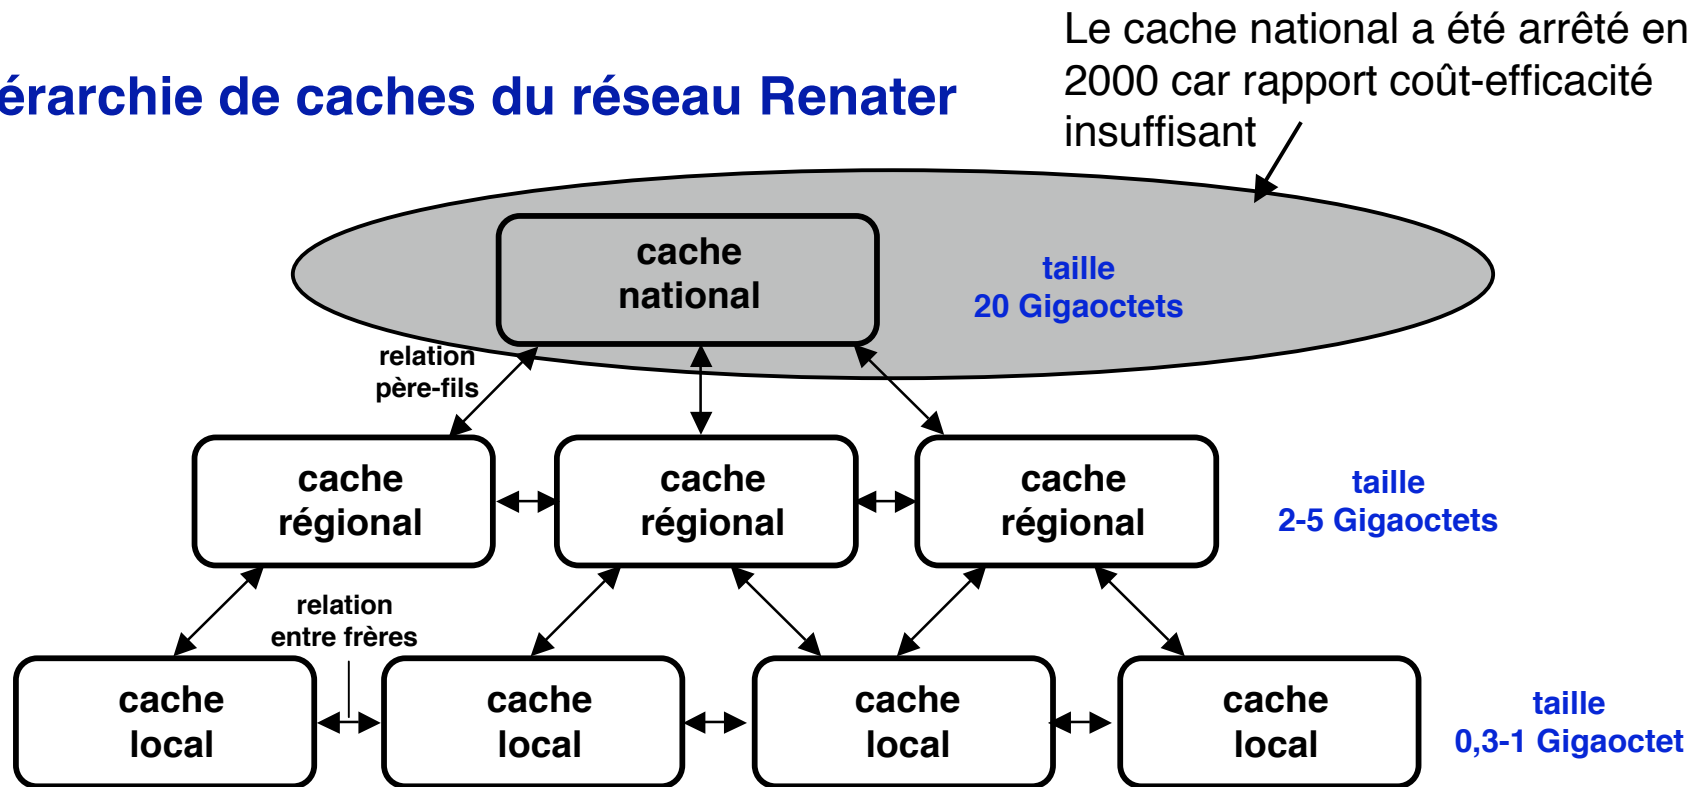 Le cache national a été arrêté en
2000 car rapport coût-efficacité
insuffisant
érarchie de caches du réseau Renater
cache
national
taille
20 Gigaoctets
relation
père-fils
cache
régional
cache
régional
cache
régional
taille
2-5 Gigaoctets
relation
entre frères
cache
local
cache
local
cache
local
cache
local
taille
0,3-1 Gigaoctet